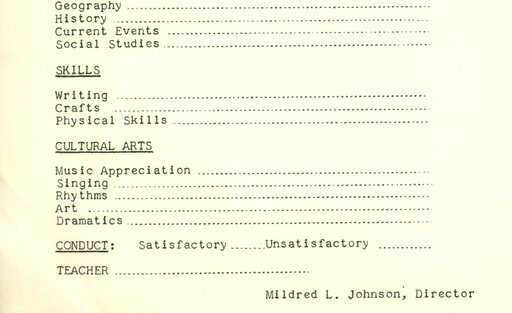 Geography ..........
History ..........
Current Events ..........
Social Studies ..........
SKILLS
Writing ..........
Crafts ..........
Physical Skills ..........
CULTURAL ARTS
Music Appreciation ..........
Singing ..........
Rhythms ..........
Art ..........
Dramatics ..........
CONDUCT: Satisfactory ...... Unsatisfactory ..........
TEACHER ..........
Mildred L. Johnson, Director